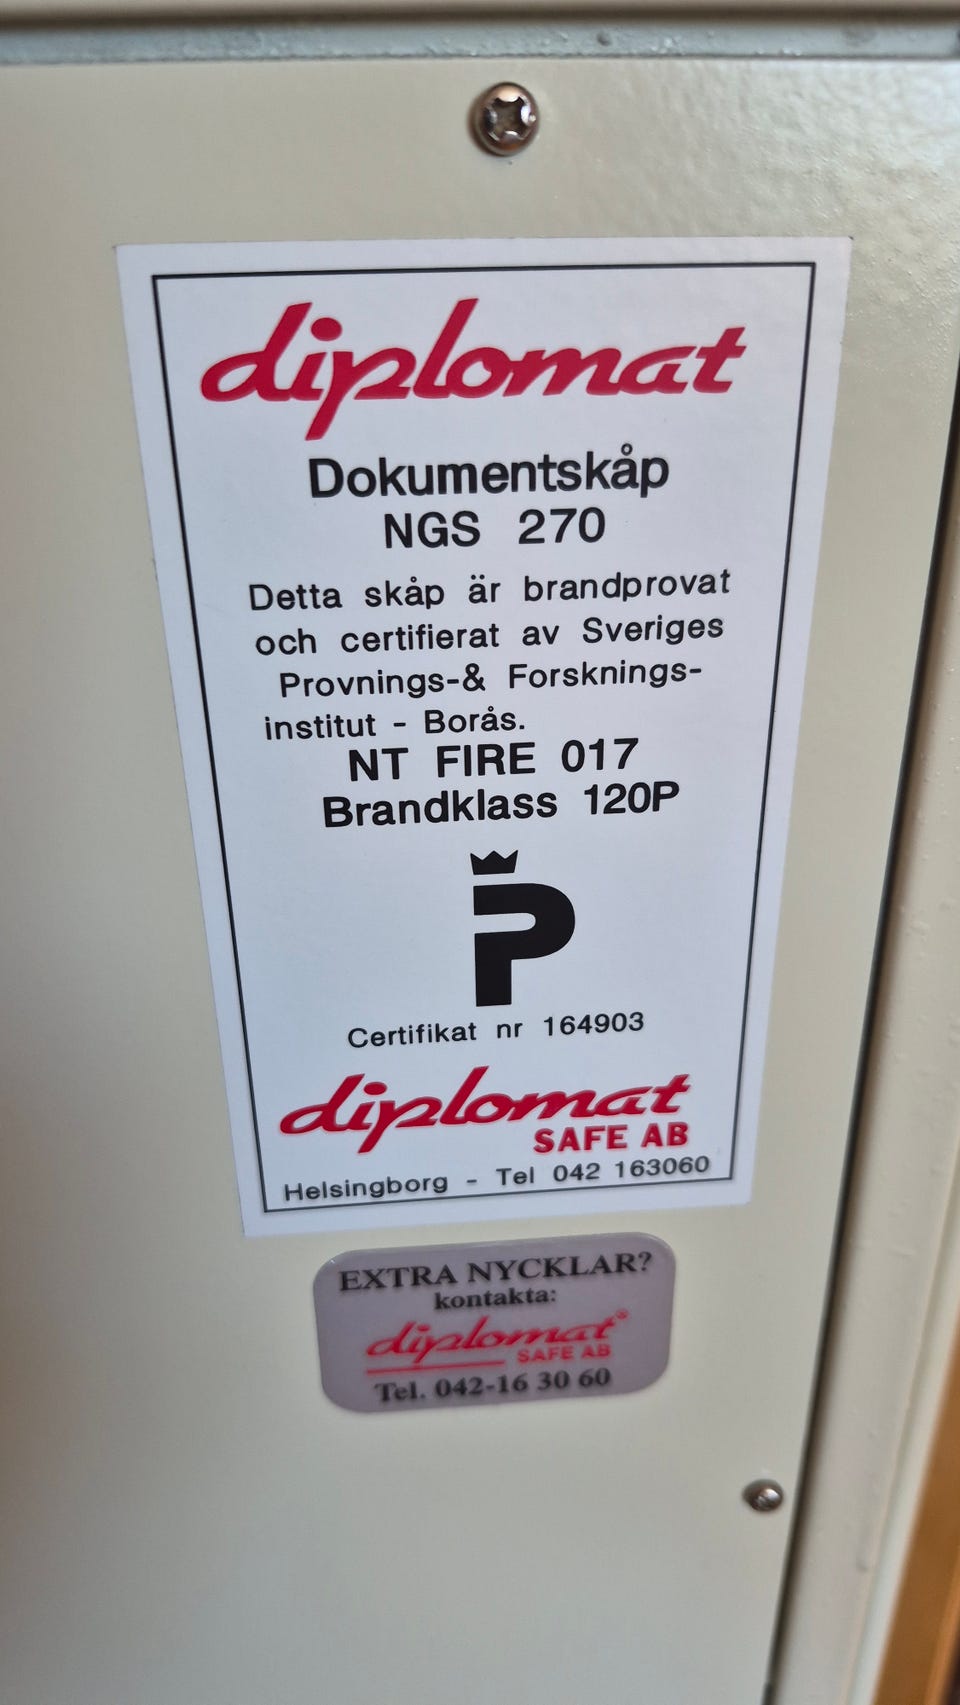 diplomat
Dokumentskåp
NGS 270
Detta skåp är brandprovat
och certifierat av Sveriges
Provnings-& Forsknings-
institut - Borås.
NT FIRE 017
Brandklass 120P
P
Certifikat nr 164903
diplomat
SAFE AB
Helsingborg - Tel 042 163060
EXTRA NYCKLAR?
kontakta:
diplomat®
SAFE AB
Tel. 042-16 30 60